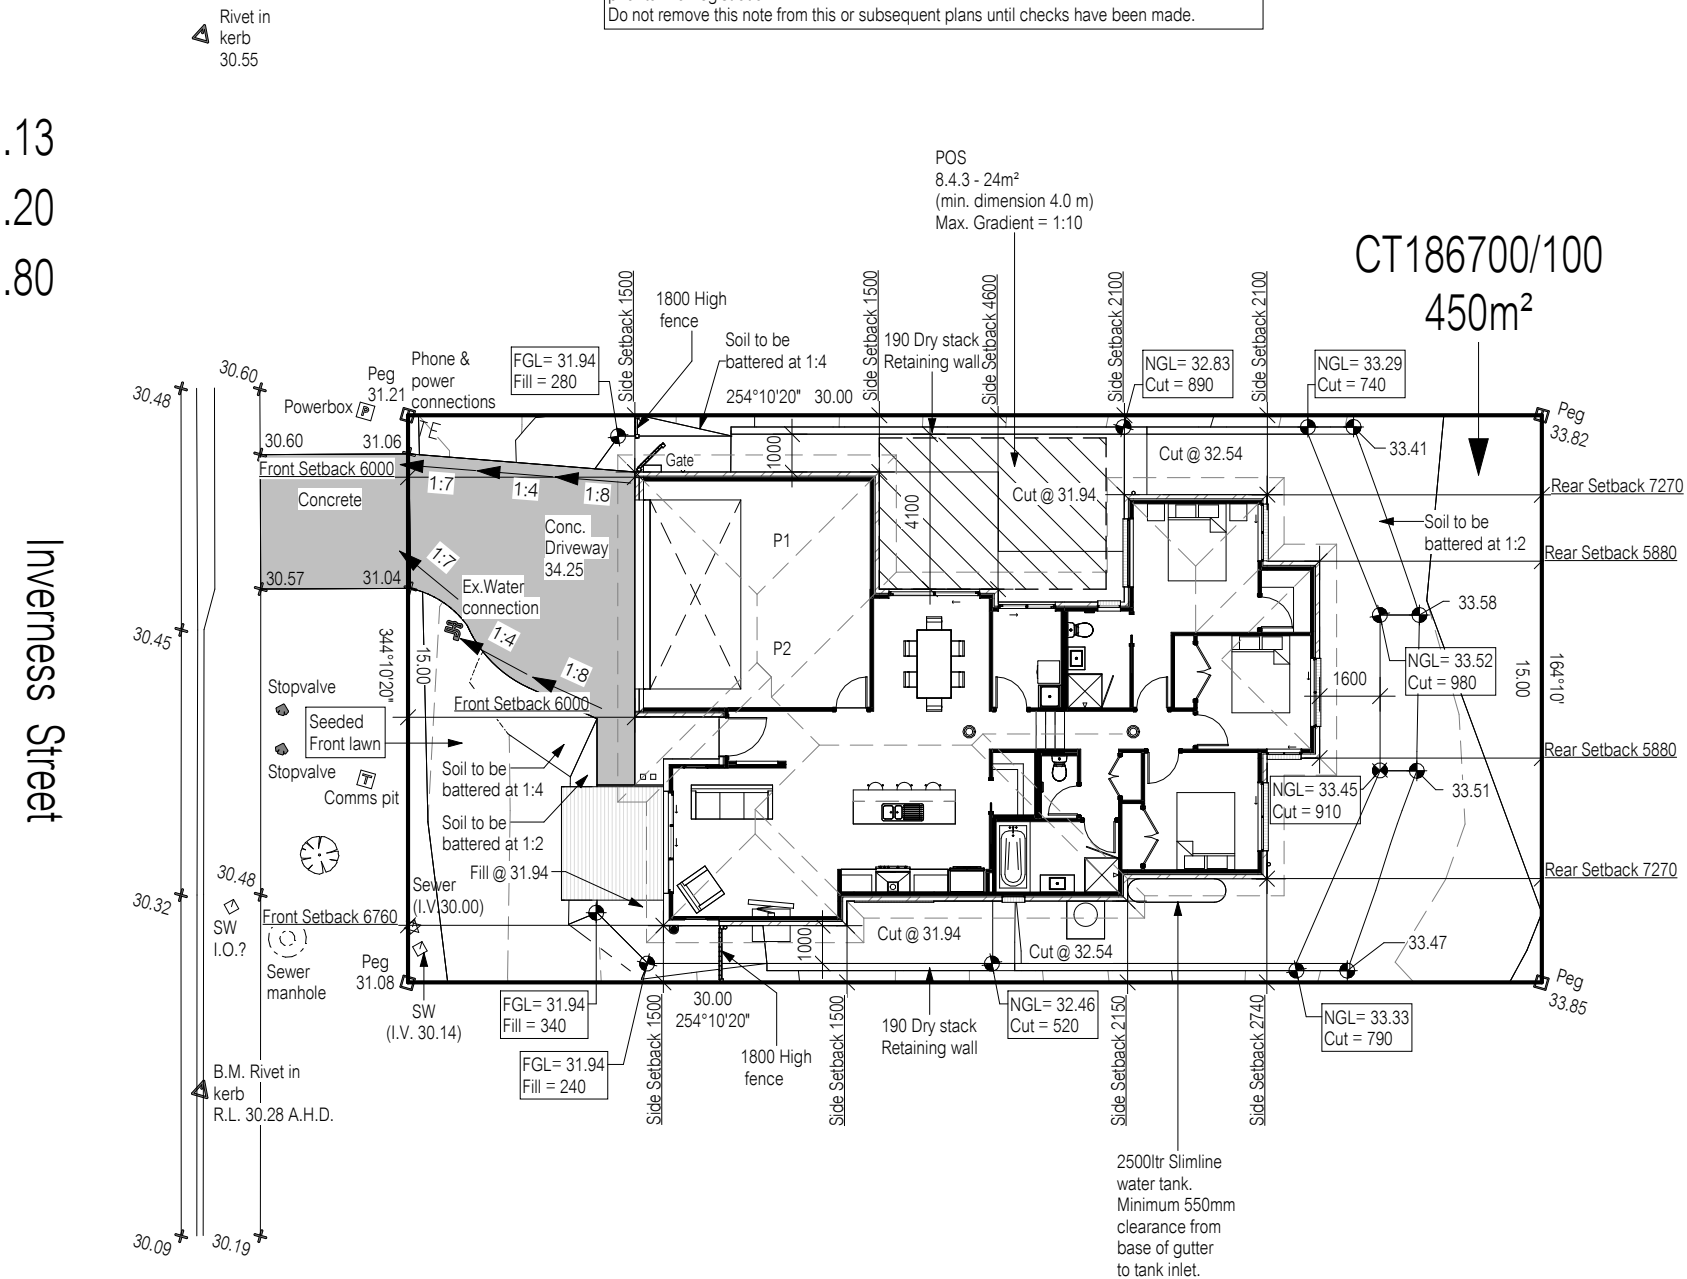 Do not remove this note from this or subsequent plans until checks have been made.
Rivet in
kerb
30.55
.13
.20
.80
POS
8.4.3 - 24m²
(min. dimension 4.0 m)
Max. Gradient = 1:10
CT186700/100
450m²
Side Setback 1500
1800 High
fence
Soil to be
battered at 1:4
Side Setback 1500
190 Dry stack
Retaining wall
Side Setback 4600
Side Setback 2100
NGL= 32.83
Cut = 890
Side Setback 2100
NGL= 33.29
Cut = 740
FGL= 31.94
Fill = 280
Phone &
power
connections
Peg
31.21
Powerbox P
30.48
30.60
254°10'20" 30.00
Peg
33.82
TE
30.60
31.06
Front Setback 6000
Gate
1000
Cut @ 32.54
33.41
1:7
1:4
1:8
Concrete
Cut @ 31.94
4100
Rear Setback 7270
Conc.
Driveway
34.25
P1
Soil to be
battered at 1:2
Rear Setback 5880
1:7
30.57
31.04
Ex.Water
connection
33.58
1:4
P2
30.45
344°10'20"
15.00
1:8
NGL= 33.52
Cut = 980
1600
15.00
164°10'
Inverness Street
Stopvalve
Front Setback 6000
Seeded
Front lawn
Stopvalve
T
Comms pit
Soil to be
battered at 1:4
Rear Setback 5880
NGL= 33.45
Cut = 910
33.51
Soil to be
battered at 1:2
Fill @ 31.94
Rear Setback 7270
30.48
30.32
Sewer
(I.V.30.00)
Front Setback 6760
SW
I.O.?
Sewer
manhole
Cut @ 31.94
1000
Cut @ 32.54
33.47
Peg
31.08
Peg
33.85
SW
(I.V. 30.14)
FGL= 31.94
Fill = 340
FGL= 31.94
Fill = 240
Side Setback 1500
30.00
254°10'20"
1800 High
fence
Side Setback 1500
190 Dry stack
Retaining wall
NGL= 32.46
Cut = 520
Side Setback 2150
Side Setback 2740
NGL= 33.33
Cut = 790
B.M. Rivet in
kerb
R.L. 30.28 A.H.D.
2500ltr Slimline
water tank.
Minimum 550mm
clearance from
base of gutter
to tank inlet.
30.09
30.19